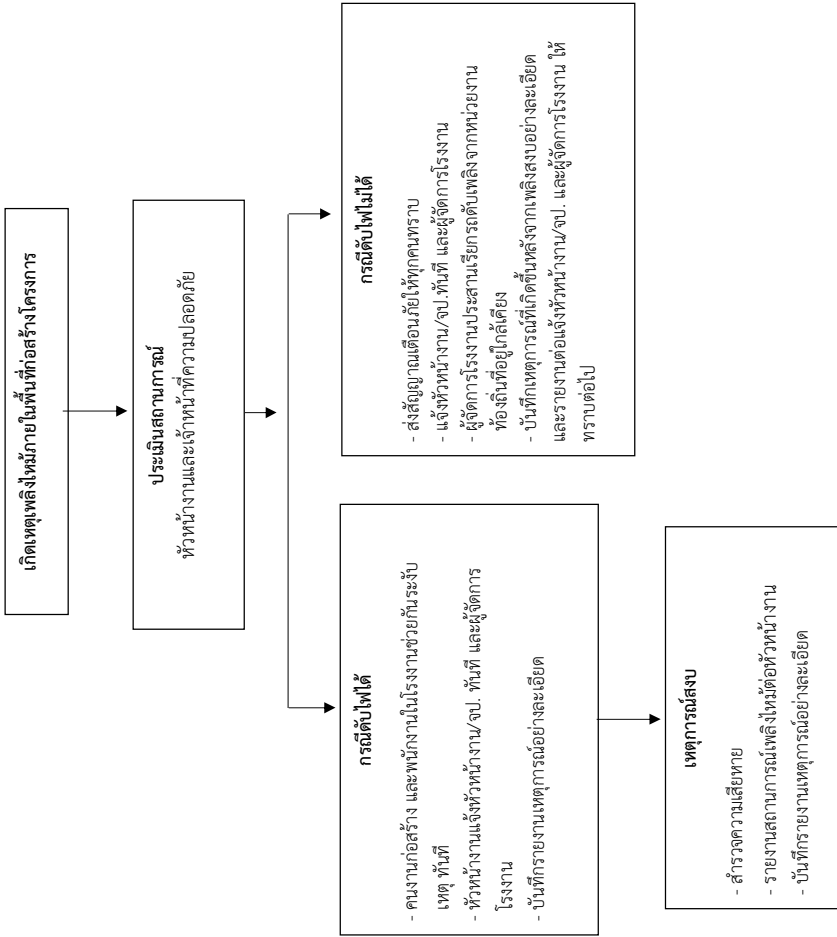 เกิดเหตุเพลิงไหม้ภายในพื้นที่ก่อสร้างโครงการ
ประเมินสถานการณ์
หัวหน้างานและเจ้าหน้าที่ความปลอดภัย
กรณีดับไฟได้
- คนงานก่อสร้าง และพนักงานในโรงงานช่วยกันระงับ
เหตุ ทันที
- หัวหน้างานแจ้งหัวหน้างาน/จป. ทันที และผู้จัดการ
โรงงาน
- บันทึกรายงานเหตุการณ์อย่างละเอียด
กรณีดับไฟไม่ได้
- ส่งสัญญาณเตือนภัยให้ทุกคนทราบ
- แจ้งหัวหน้างาน/จป.ทันที และผู้จัดการโรงงาน
- ผู้จัดการโรงงานประสานเรียกรถดับเพลิงจากหน่วยงาน
ท้องถิ่นที่อยู่ใกล้เคียง
- บันทึกเหตุการณ์ที่เกิดขึ้นหลังจากเพลิงสงบอย่างละเอียด
และรายงานต่อแจ้งหัวหน้างาน/จป. และผู้จัดการโรงงาน ให้
ทราบต่อไป
เหตุการณ์สงบ
- สำรวจความเสียหาย
- รายงานสถานการณ์เพลิงไหม้ต่อหัวหน้างาน
- บันทึกรายงานเหตุการณ์อย่างละเอียด